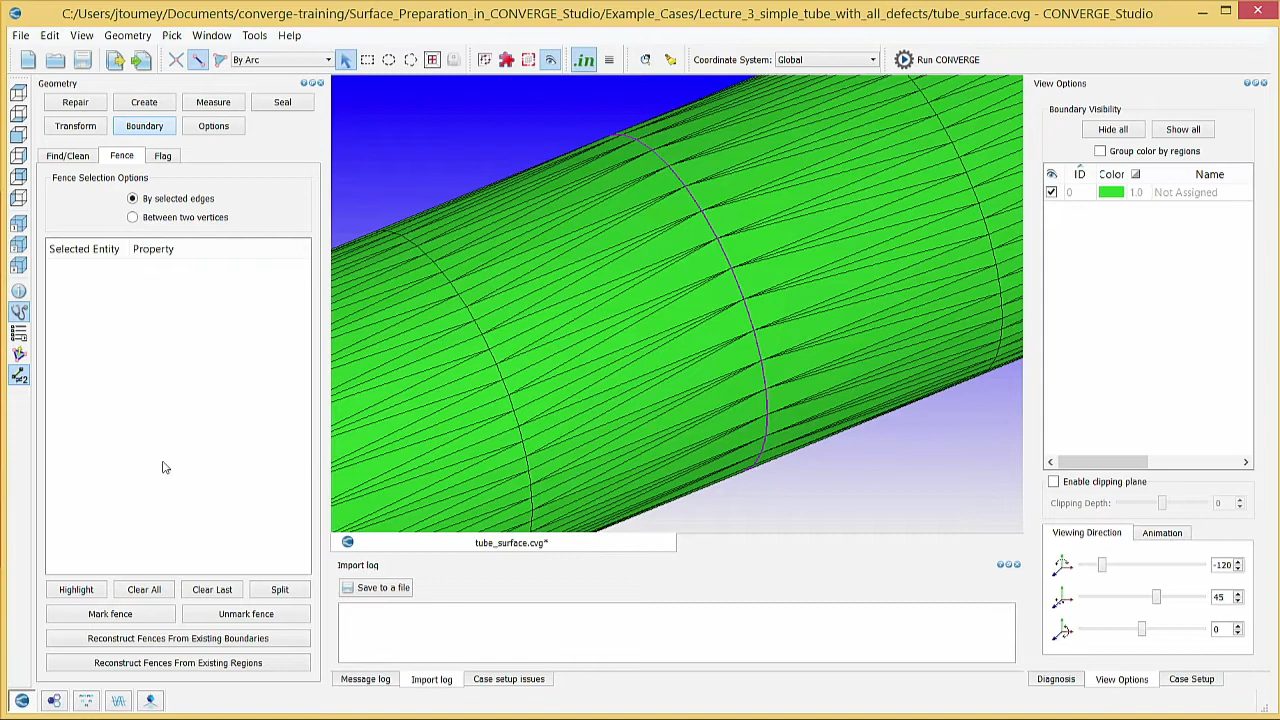 C:/Users/jtoumey/Documents/converge-training/Surface_Preparation_in_CONVERGE_Studio/Example_Cases/Lecture_3_simple_tube_with_all_defects/tube_surface.cvg - CONVERGE_Studio
File Edit View Geometry Pick Window Tools Help
By Arc .in Coordinate System: Global Run CONVERGE
Geometry
Repair Create Measure Seal
Transform Boundary Options
Find/Clean Fence Flag
Fence Selection Options
By selected edges
Between two vertices
Selected Entity Property
Highlight Clear All Clear Last Split
Mark fence Unmark fence
Reconstruct Fences From Existing Boundaries
Reconstruct Fences From Existing Regions
tube_surface.cvg*
Import log
Save to a file
Message log Import log Case setup issues
View Options
Boundary Visibility
Hide all Show all
Group color by regions
ID Color Name
0 1.0 Not Assigned
Enable clipping plane
Clipping Depth: 0
Viewing Direction Animation
-120
45
0
Diagnosis View Options Case Setup